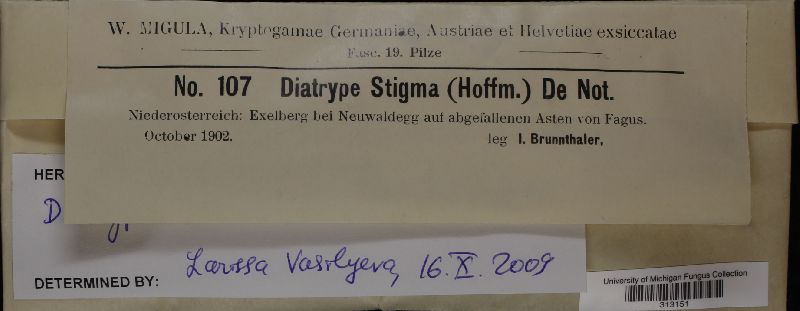 W. MIGULA, Kryptogamae Germaniae, Austriae et Helvetiae exsiccatae
Fasc. 19. Pilze
No. 107 Diatrype Stigma (Hoffm.) De Not.
Niederosterreich: Exelberg bei Neuwaldegg auf abgefallenen Asten von Fagus.
October 1902. leg I. Brunnthaler,
HER
D
DETERMINED BY: Larissa Vasilyeva, 16.X.2009
University of Michigan Fungus Collection
313151